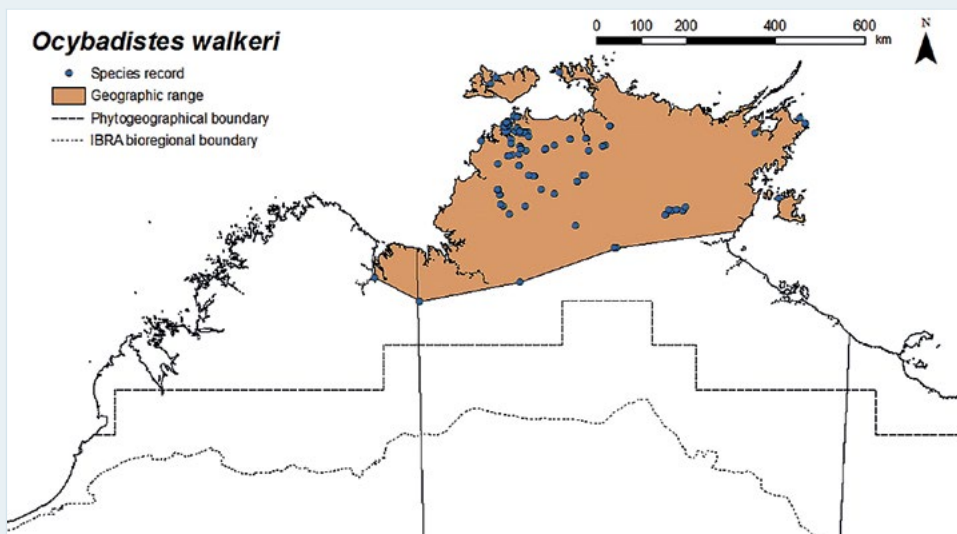 Ocybadistes walkeri
Species record
Geographic range
Phytogeographical boundary
IBRA bioregional boundary
0 100 200 400 600
km
N